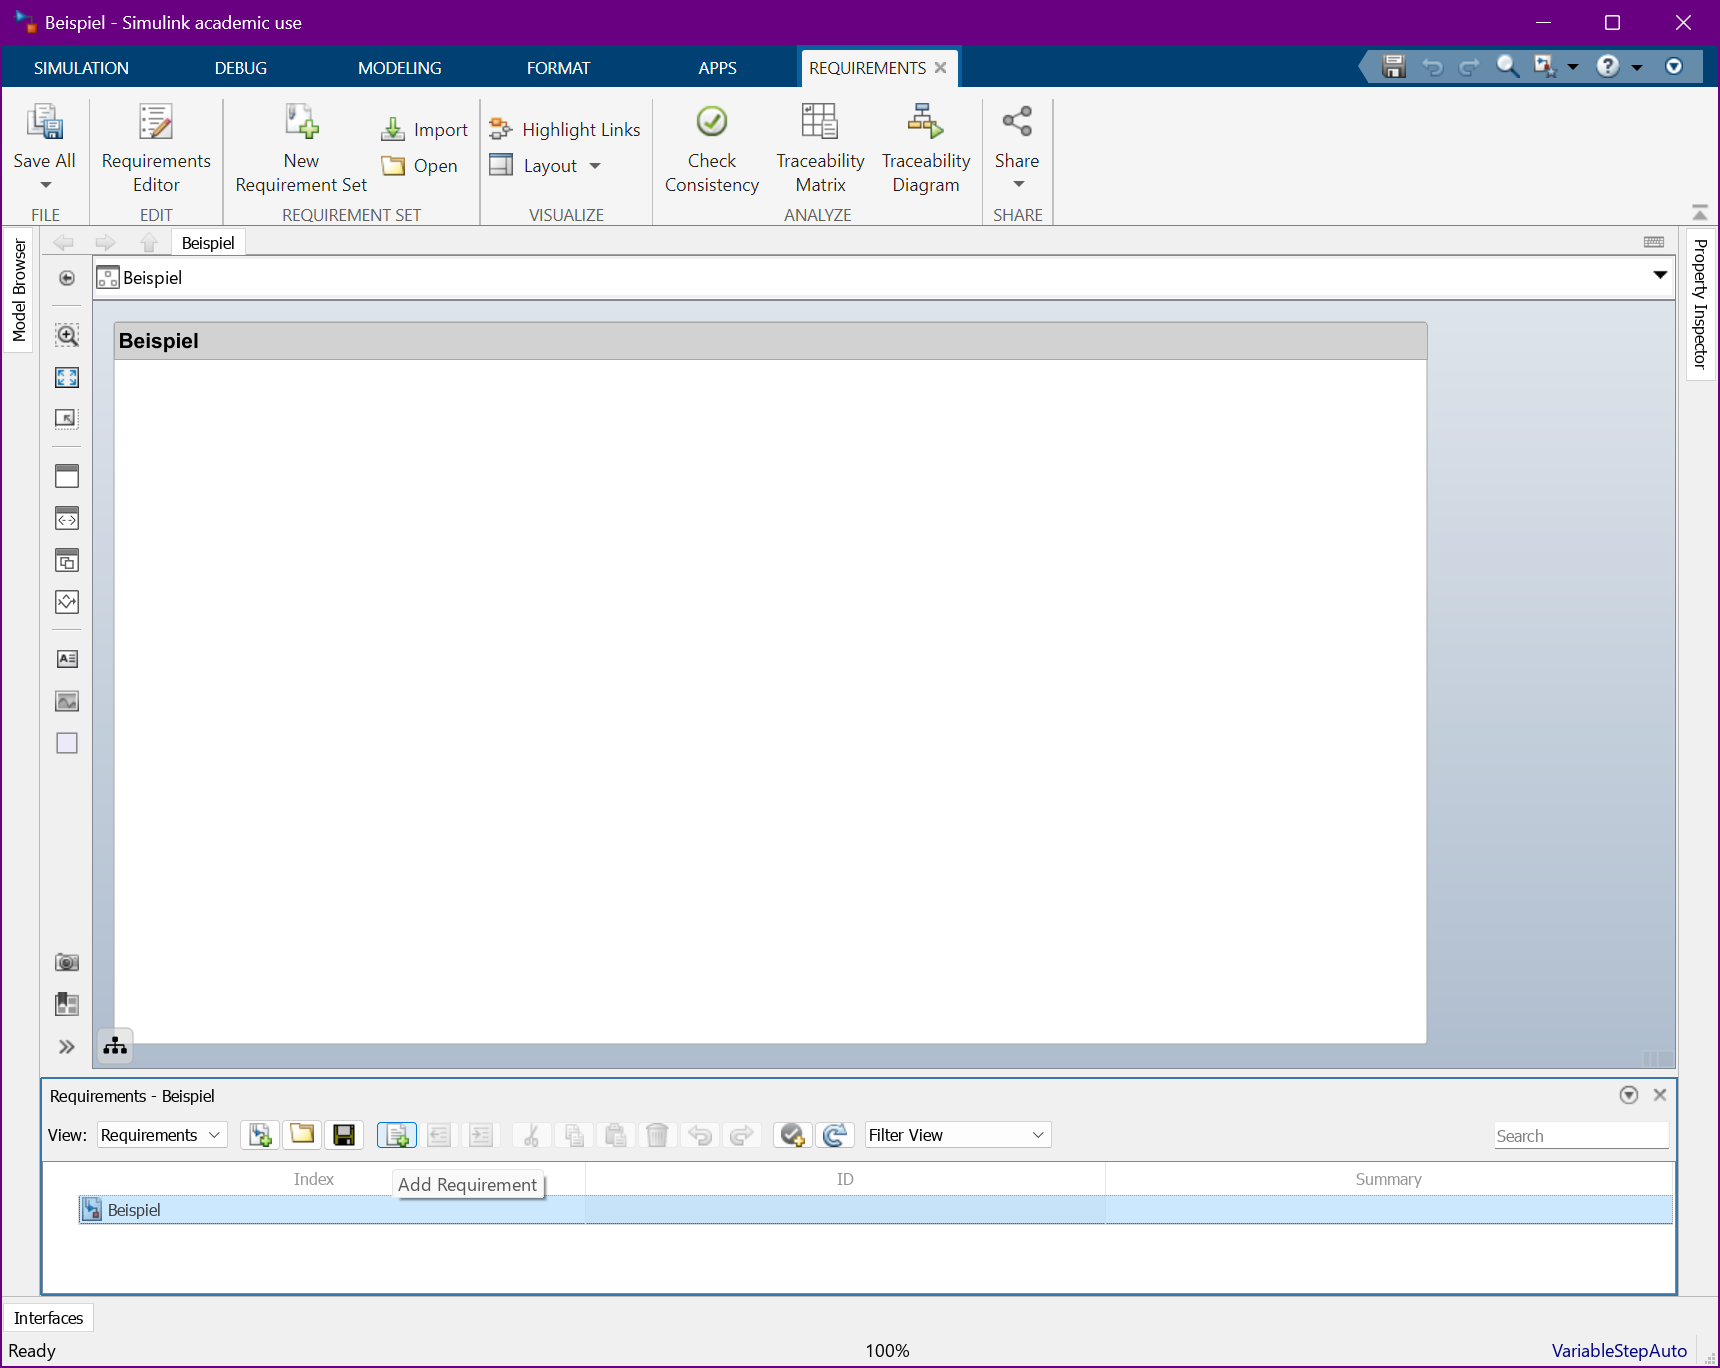 Beispiel - Simulink academic use
SIMULATION DEBUG MODELING FORMAT APPS REQUIREMENTS
Save All
Requirements Editor
New Requirement Set
Import
Open
Highlight Links
Layout
Check Consistency
Traceability Matrix
Traceability Diagram
Share
FILE EDIT REQUIREMENT SET VISUALIZE ANALYZE SHARE
Model Browser
Beispiel
Beispiel
Property Inspector
Beispiel
Requirements - Beispiel
View: Requirements Filter View Search
Index ID Summary
Add Requirement
Beispiel
Interfaces
Ready 100% VariableStepAuto